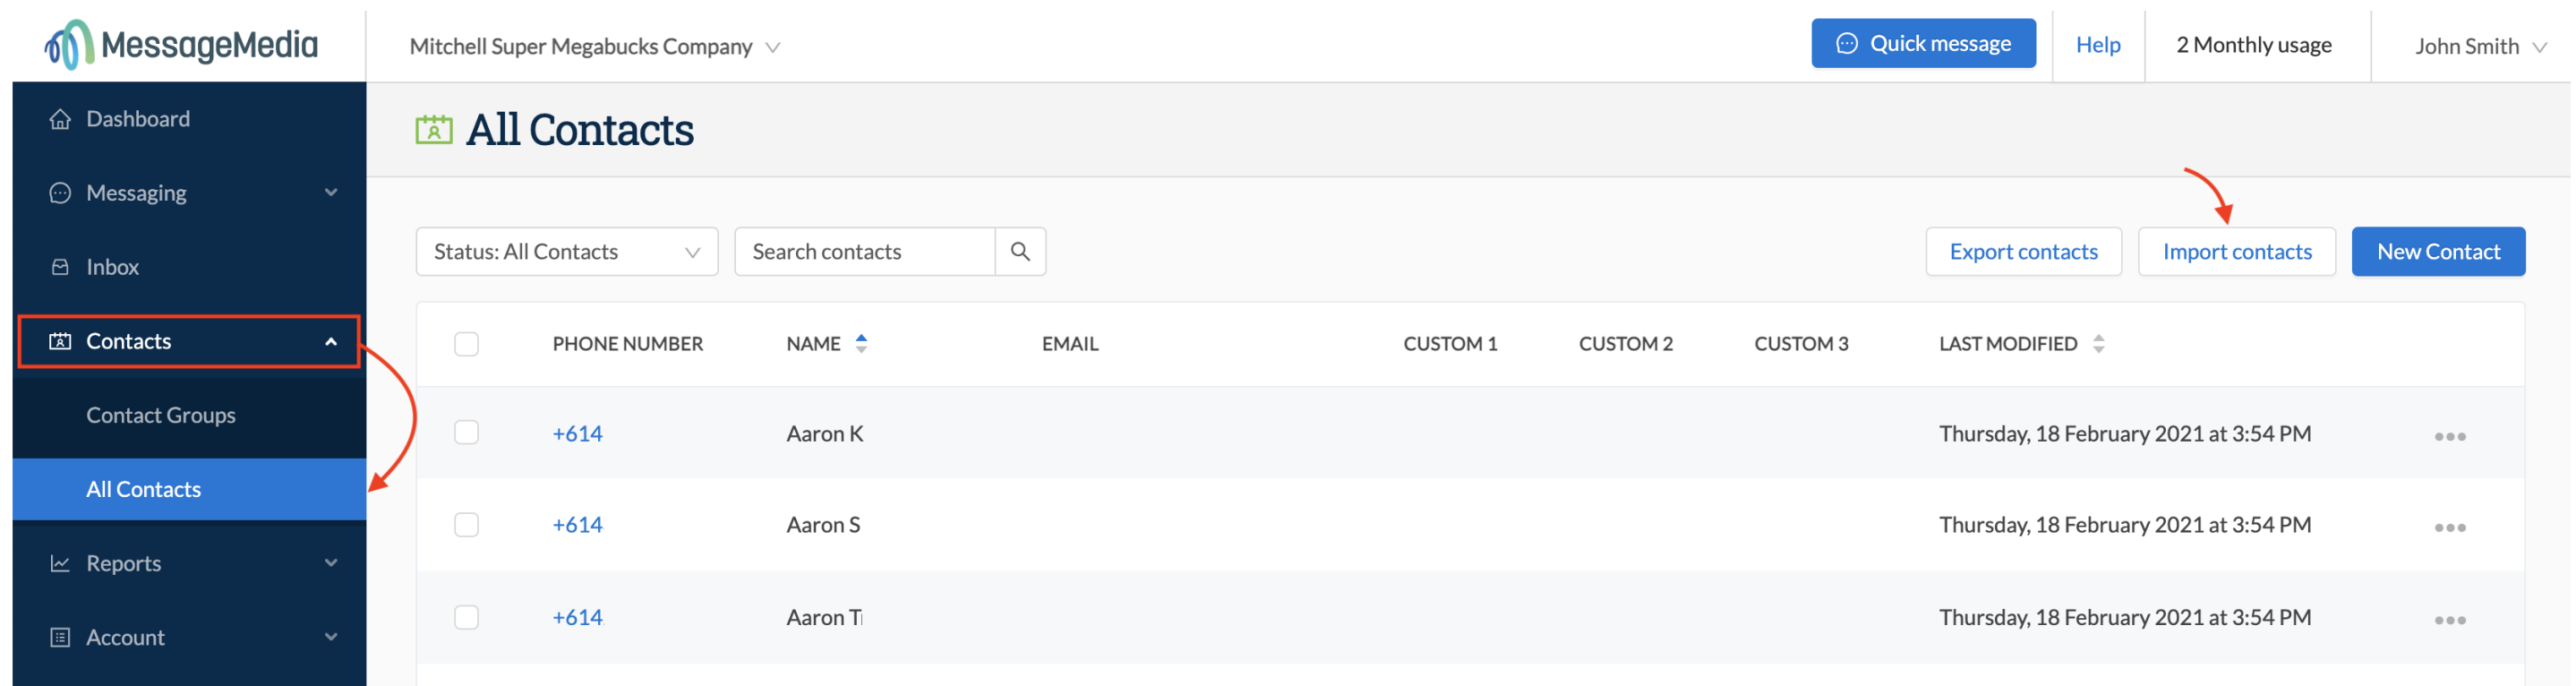 MessageMedia
Mitchell Super Megabucks Company
Quick message
Help
2 Monthly usage
John Smith
Dashboard
Messaging
Inbox
Contacts
Contact Groups
All Contacts
Reports
Account
All Contacts
Status: All Contacts
Search contacts
Export contacts
Import contacts
New Contact
PHONE NUMBER NAME EMAIL CUSTOM 1 CUSTOM 2 CUSTOM 3 LAST MODIFIED
+614 Aaron K Thursday, 18 February 2021 at 3:54 PM
+614 Aaron S Thursday, 18 February 2021 at 3:54 PM
+614 Aaron T Thursday, 18 February 2021 at 3:54 PM